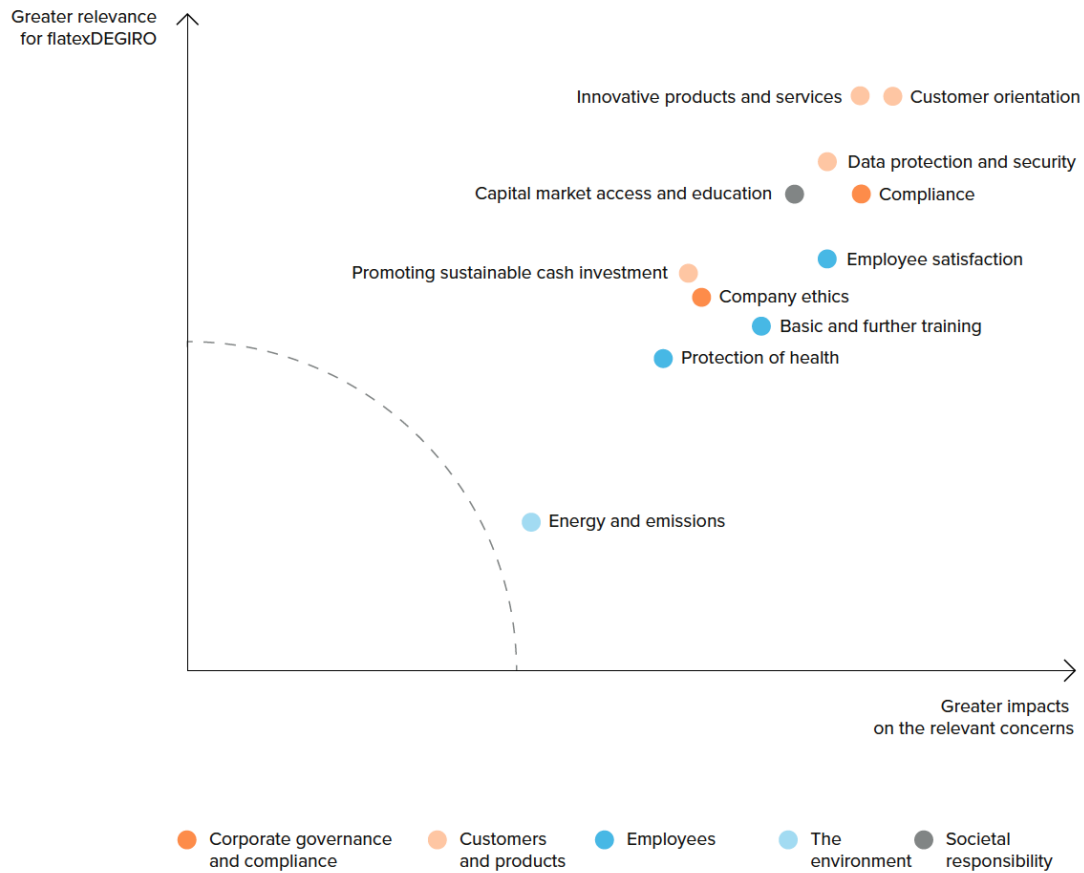 Greater relevance
for flatexDEGIRO
Innovative products and services
Customer orientation
Data protection and security
Capital market access and education
Compliance
Employee satisfaction
Promoting sustainable cash investment
Company ethics
Basic and further training
Protection of health
Energy and emissions
Greater impacts
on the relevant concerns
Corporate governance
and compliance
Customers
and products
Employees
The
environment
Societal
responsibility